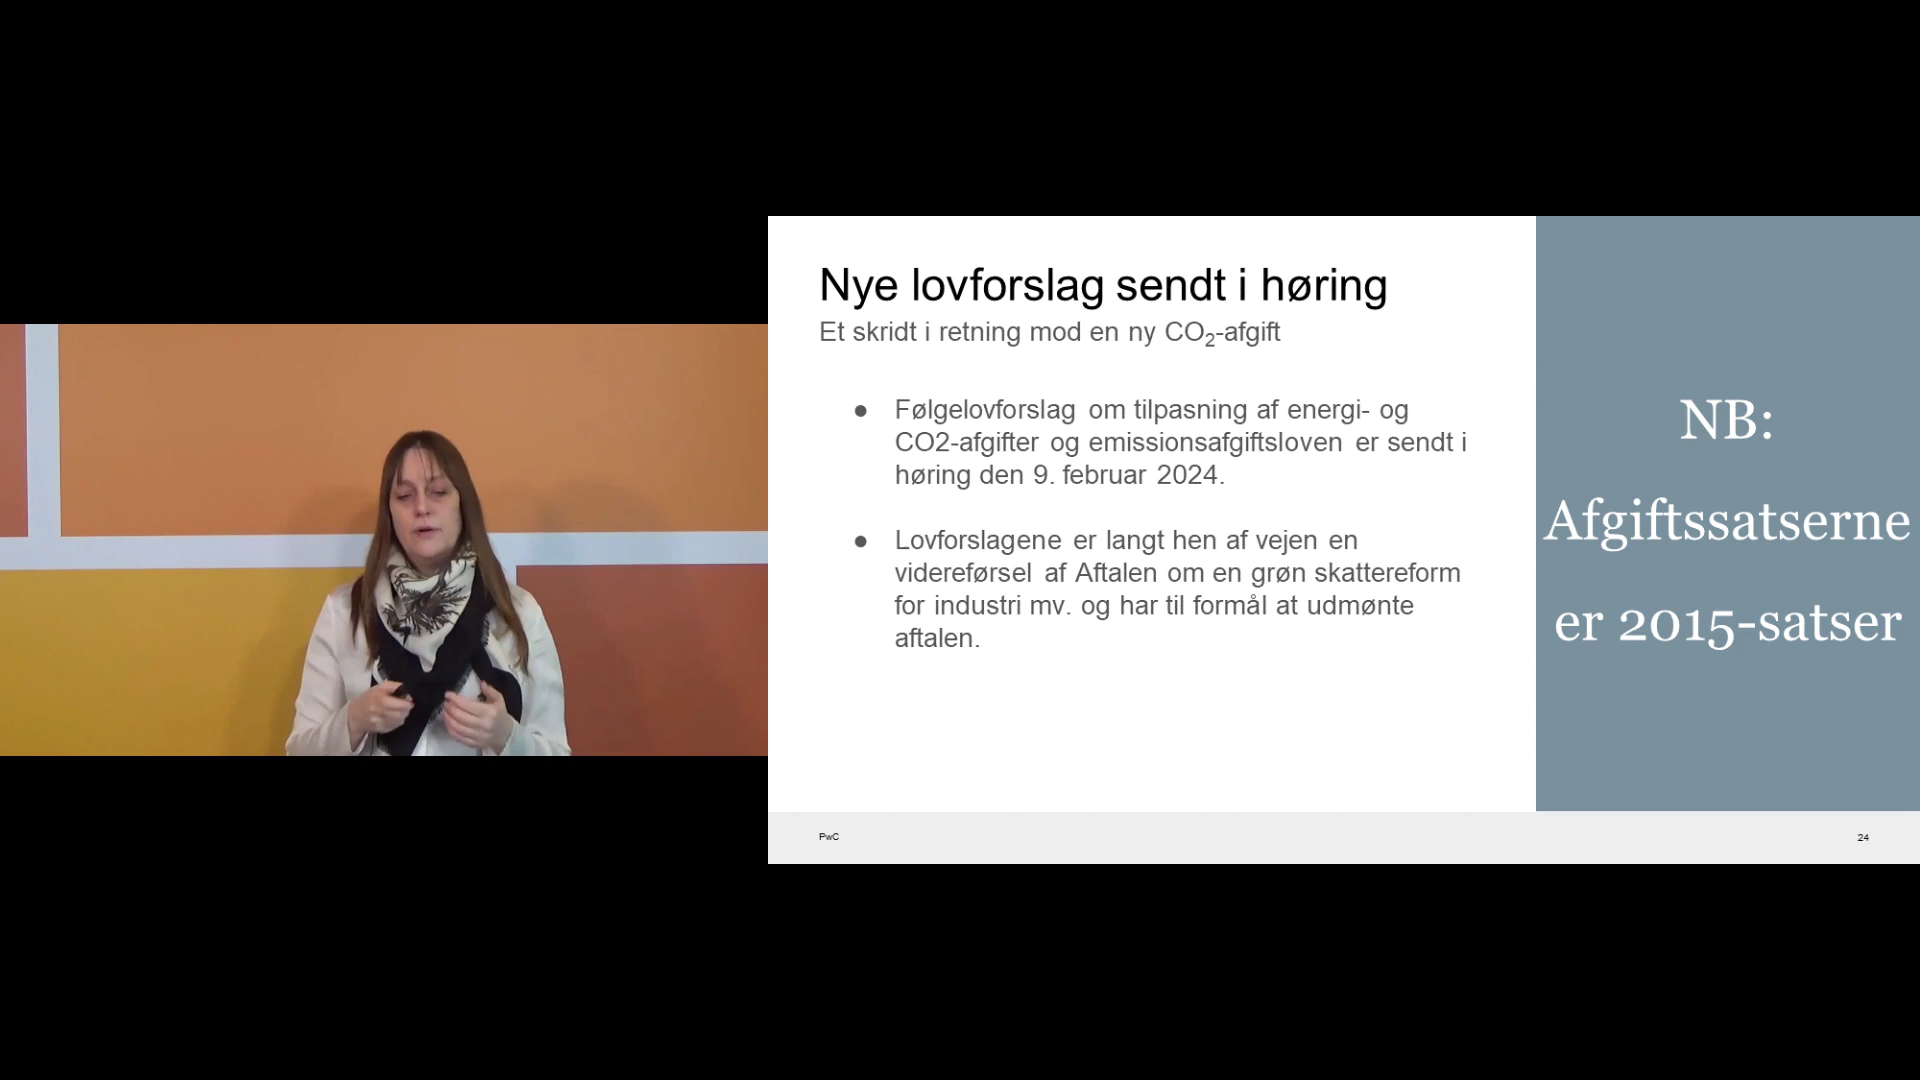 Nye lovforslag sendt i høring
Et skridt i retning mod en ny CO₂-afgift
● Følgelovforslag om tilpasning af energi- og
CO2-afgifter og emissionsafgiftsloven er sendt i
høring den 9. februar 2024.
● Lovforslagene er langt hen af vejen en
videreførsel af Aftalen om en grøn skattereform
for industri mv. og har til formål at udmønte
aftalen.
NB:
Afgiftssatserne
er 2015-satser
PwC
24